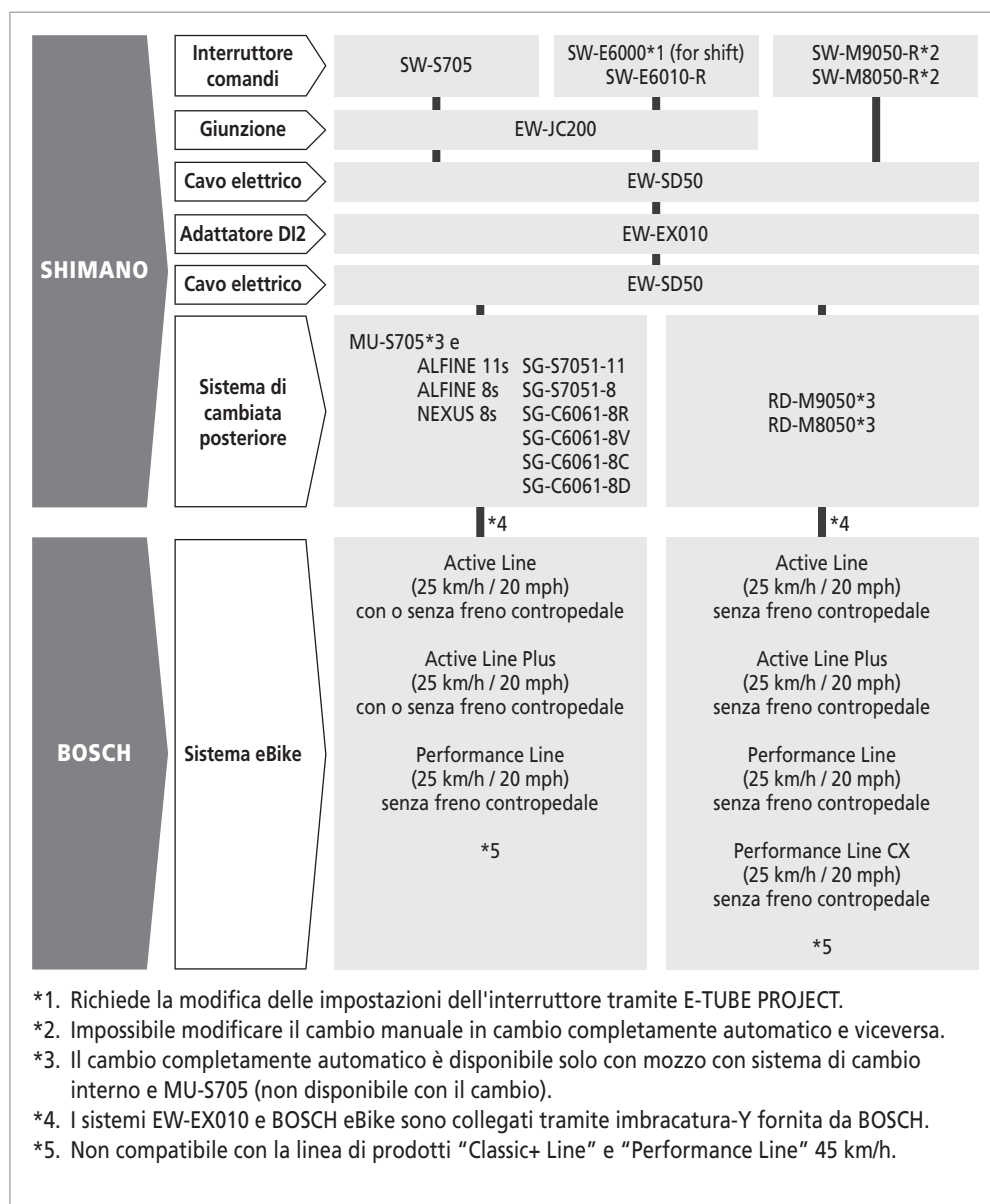 SHIMANO
Interruttore
comandi
SW-S705
SW-E6000*1 (for shift)
SW-E6010-R
SW-M9050-R*2
SW-M8050-R*2
Giunzione
EW-JC200
Cavo elettrico
EW-SD50
Adattatore DI2
EW-EX010
Cavo elettrico
EW-SD50
Sistema di
cambiata
posteriore
MU-S705*3 e
ALFINE 11s SG-S7051-11
ALFINE 8s SG-S7051-8
NEXUS 8s SG-C6061-8R
SG-C6061-8V
SG-C6061-8C
SG-C6061-8D
RD-M9050*3
RD-M8050*3
*4
*4
BOSCH
Sistema eBike
Active Line
(25 km/h / 20 mph)
con o senza freno contropedale
Active Line Plus
(25 km/h / 20 mph)
con o senza freno contropedale
Performance Line
(25 km/h / 20 mph)
senza freno contropedale
*5
Active Line
(25 km/h / 20 mph)
senza freno contropedale
Active Line Plus
(25 km/h / 20 mph)
senza freno contropedale
Performance Line
(25 km/h / 20 mph)
senza freno contropedale
Performance Line CX
(25 km/h / 20 mph)
senza freno contropedale
*5
*1. Richiede la modifica delle impostazioni dell'interruttore tramite E-TUBE PROJECT.
*2. Impossibile modificare il cambio manuale in cambio completamente automatico e viceversa.
*3. Il cambio completamente automatico è disponibile solo con mozzo con sistema di cambio
interno e MU-S705 (non disponibile con il cambio).
*4. I sistemi EW-EX010 e BOSCH eBike sono collegati tramite imbracatura-Y fornita da BOSCH.
*5. Non compatibile con la linea di prodotti “Classic+ Line” e “Performance Line” 45 km/h.